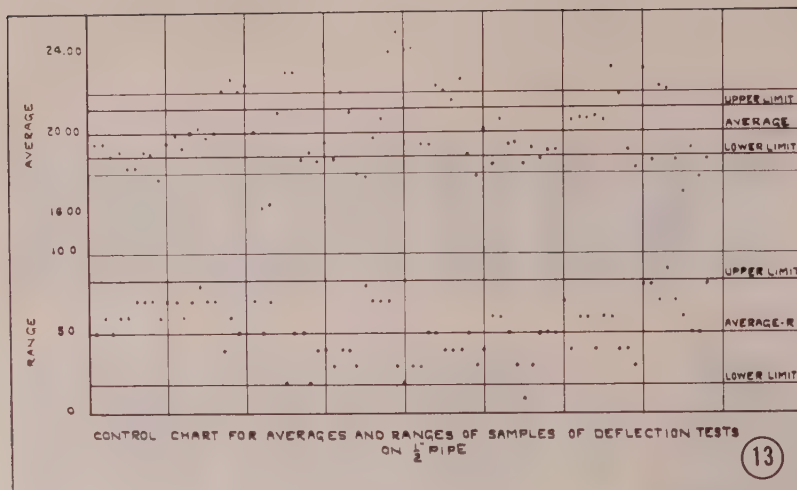 24.00
UPPER LIMIT
AVERAGE
20 00
AVERAGE
LOWER LIMIT
16 00
10.0
UPPER LIMIT
RANGE
5 0
AVERAGE-R
LOWER LIMIT
0
CONTROL CHART FOR AVERAGES AND RANGES OF SAMPLES OF DEFLECTION TESTS
ON 1/2" PIPE
13